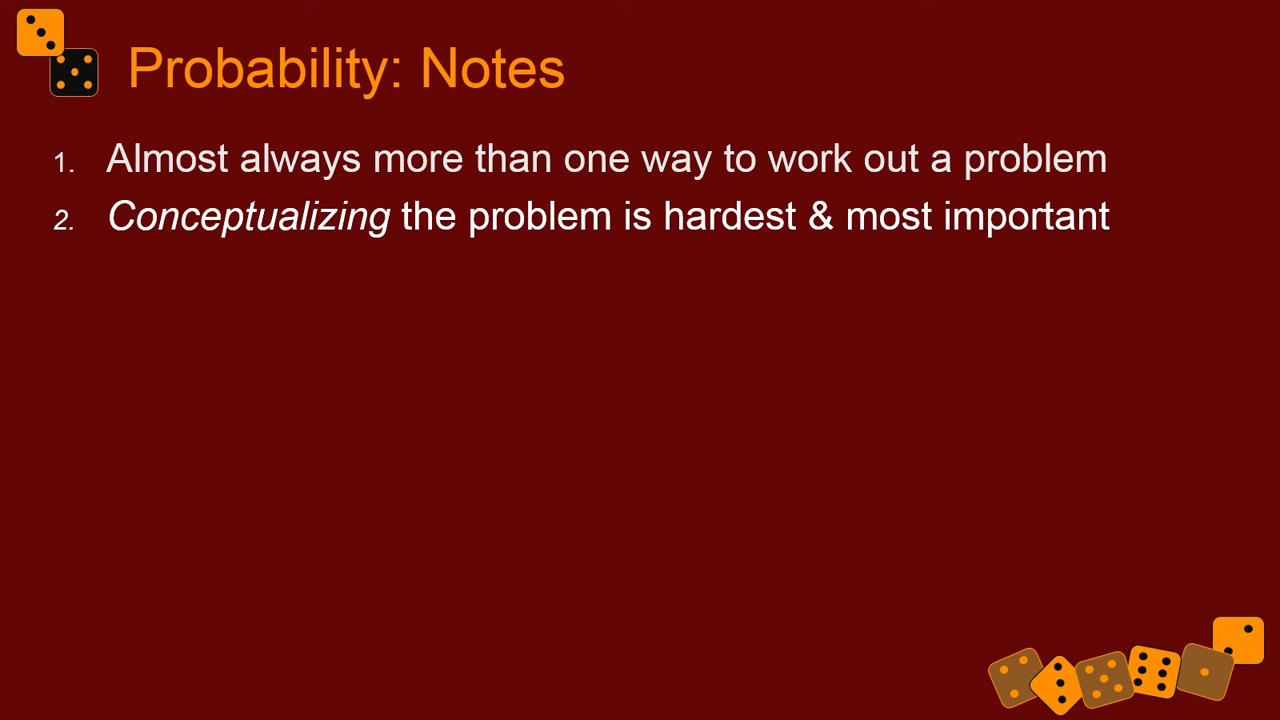 Probability: Notes
1. Almost always more than one way to work out a problem
2. Conceptualizing the problem is hardest & most important